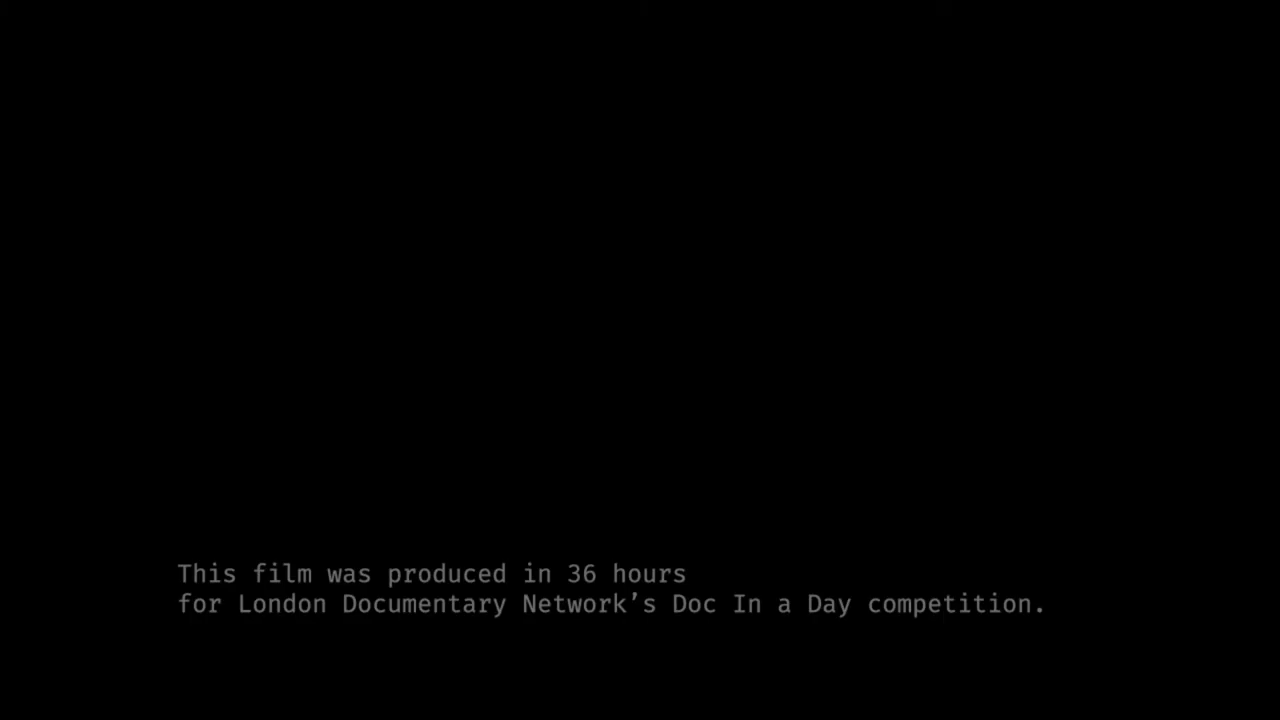 This film was produced in 36 hours
for London Documentary Network’s Doc In a Day competition.